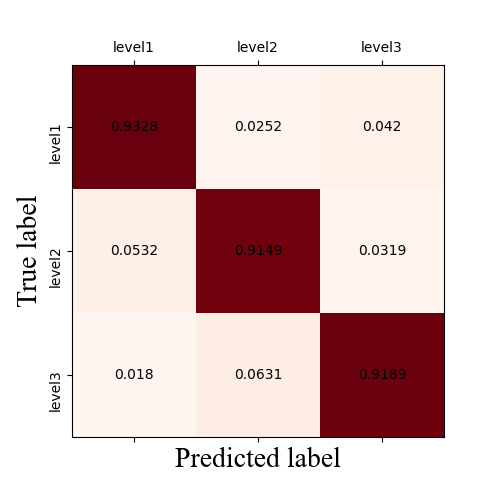 level1 level2 level3
level1 0.9328 0.0252 0.042
True label
level2 0.0532 0.9149 0.0319
level3 0.018 0.0631 0.9189
Predicted label